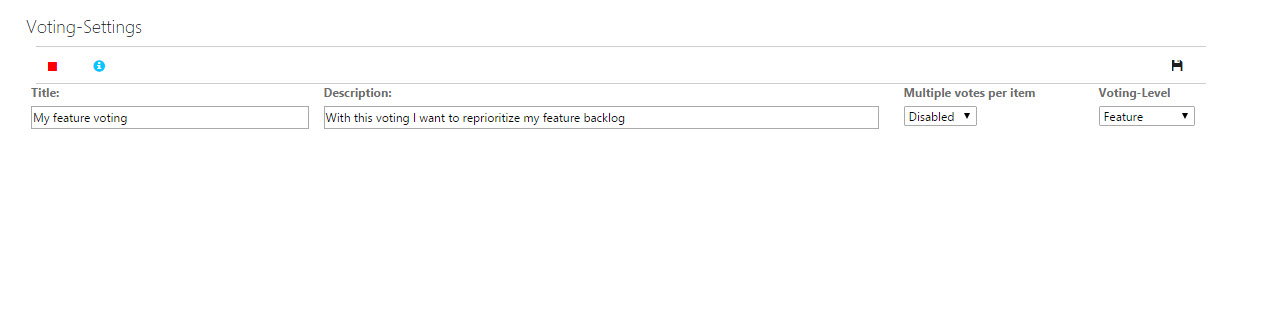 Voting-Settings
Title: Description: Multiple votes per item Voting-Level
My feature voting With this voting I want to reprioritize my feature backlog Disabled Feature